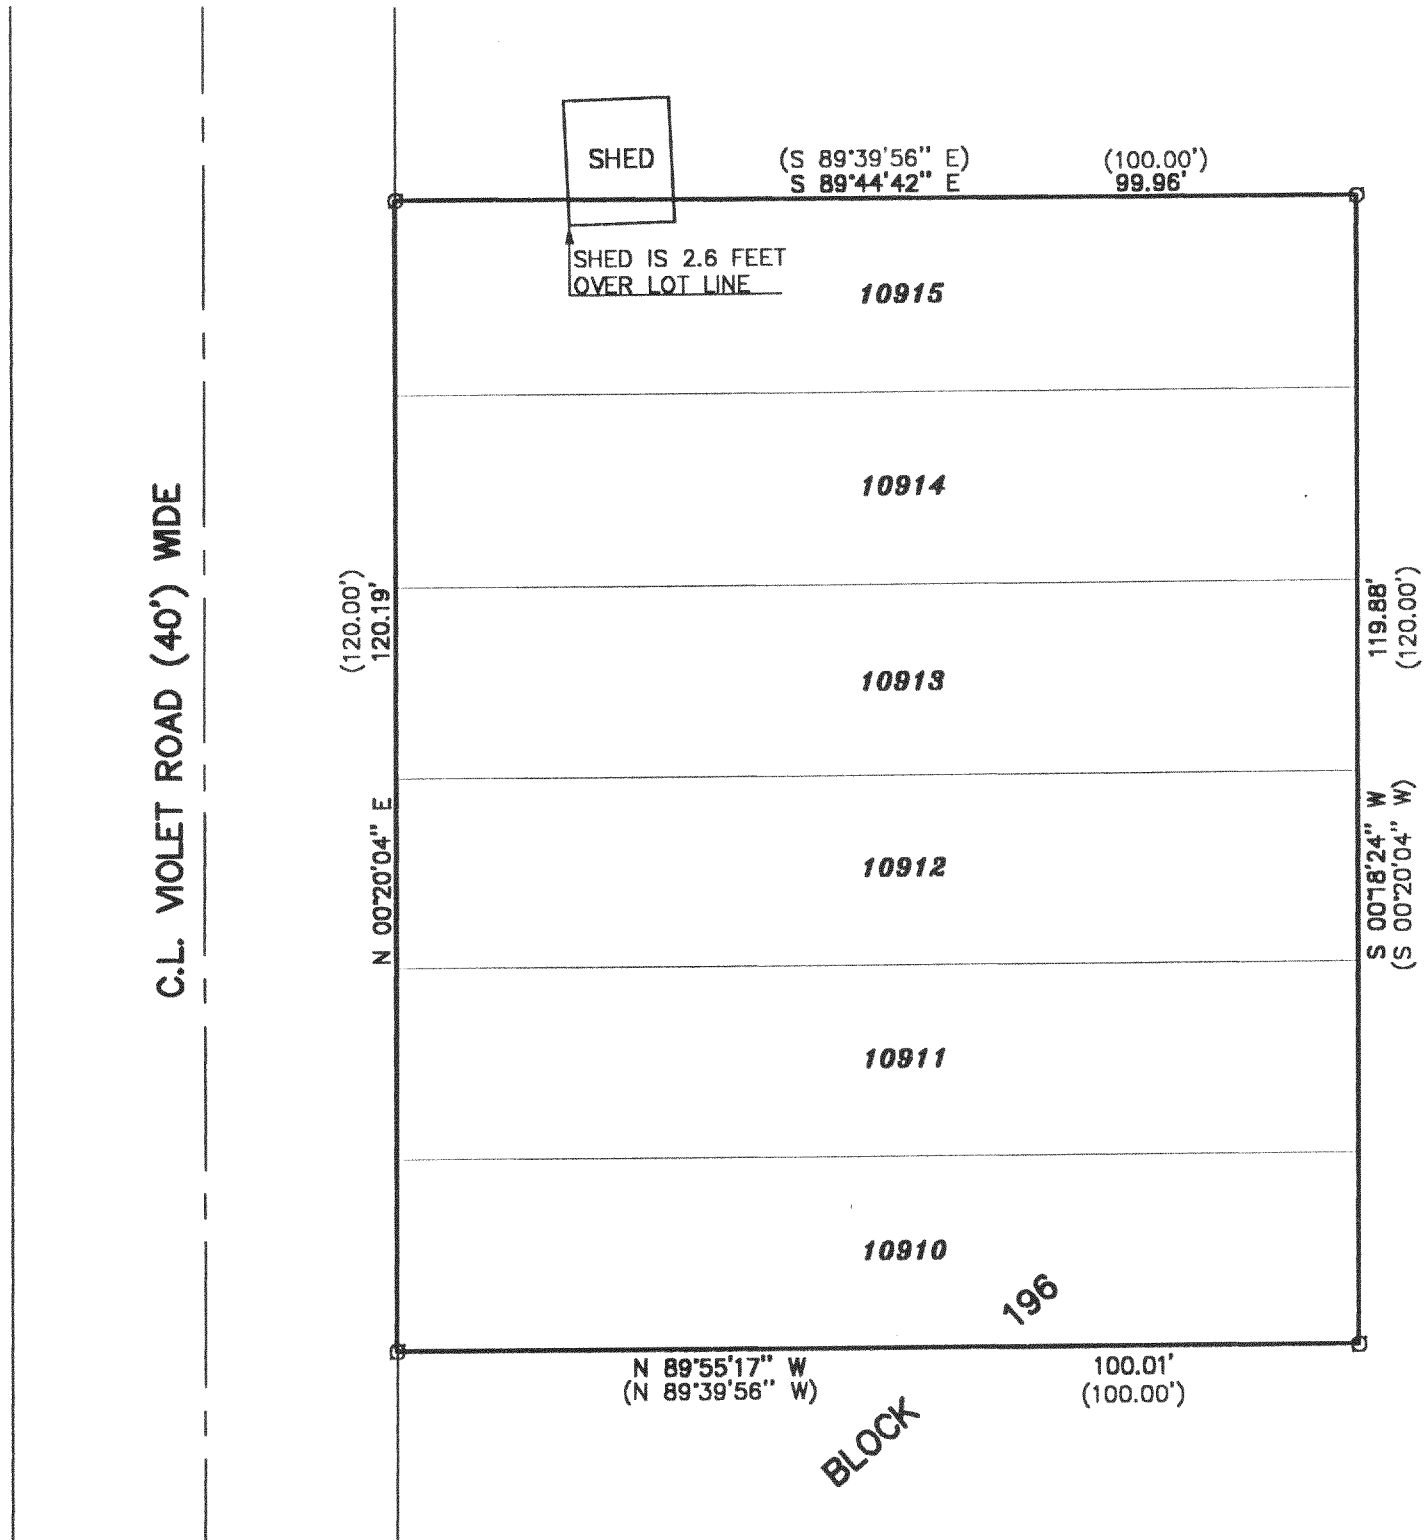 SHED
(S 89°39'56" E) (100.00')
S 89°44'42" E 99.96'
SHED IS 2.6 FEET
OVER LOT LINE
10915
10914
C.L. VIOLET ROAD (40') WIDE
(120.00')
120.19'
N 00°20'04" E
119.88'
(120.00')
10913
10912
S 00°18'24" W
(S 00°20'04" W)
10911
10910
196
N 89°55'17" W 100.01'
(N 89°39'56" W) (100.00')
BLOCK